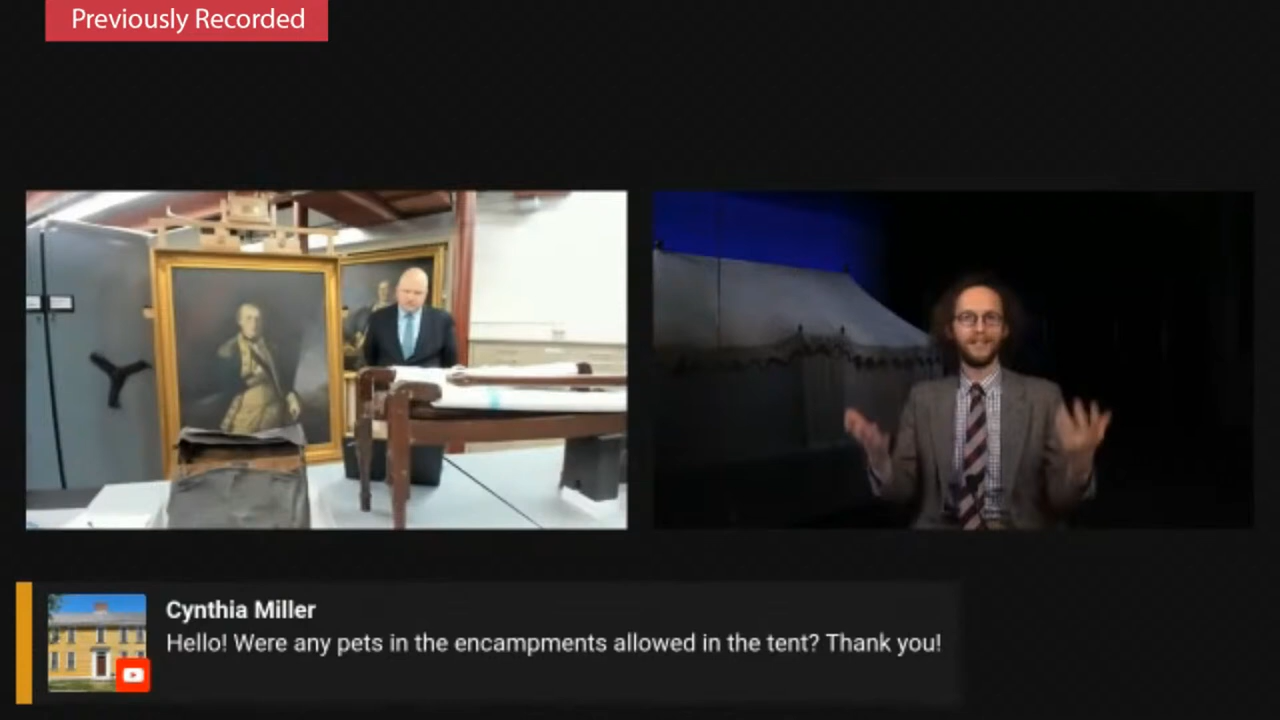 Previously Recorded
Cynthia Miller
Hello! Were any pets in the encampments allowed in the tent? Thank you!